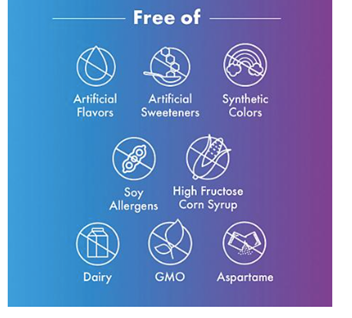 Free of
Artificial
Flavors
Artificial
Sweeteners
Synthetic
Colors
Soy
Allergens
High Fructose
Corn Syrup
Dairy
GMO
Aspartame